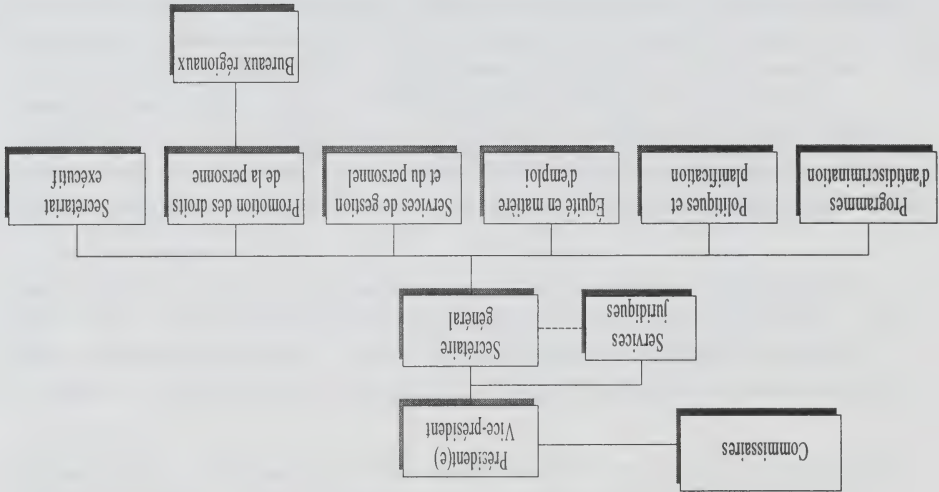 Commissaires
Président(e)
Vice-président
Services
juridiques
Secrétaire
général
Programmes
d'antidiscrimination
Politiques et
planification
Équité en matière
d'emploi
Services de gestion
et du personnel
Promotion des droits
de la personne
Secrétariat
exécutif
Bureaux régionaux